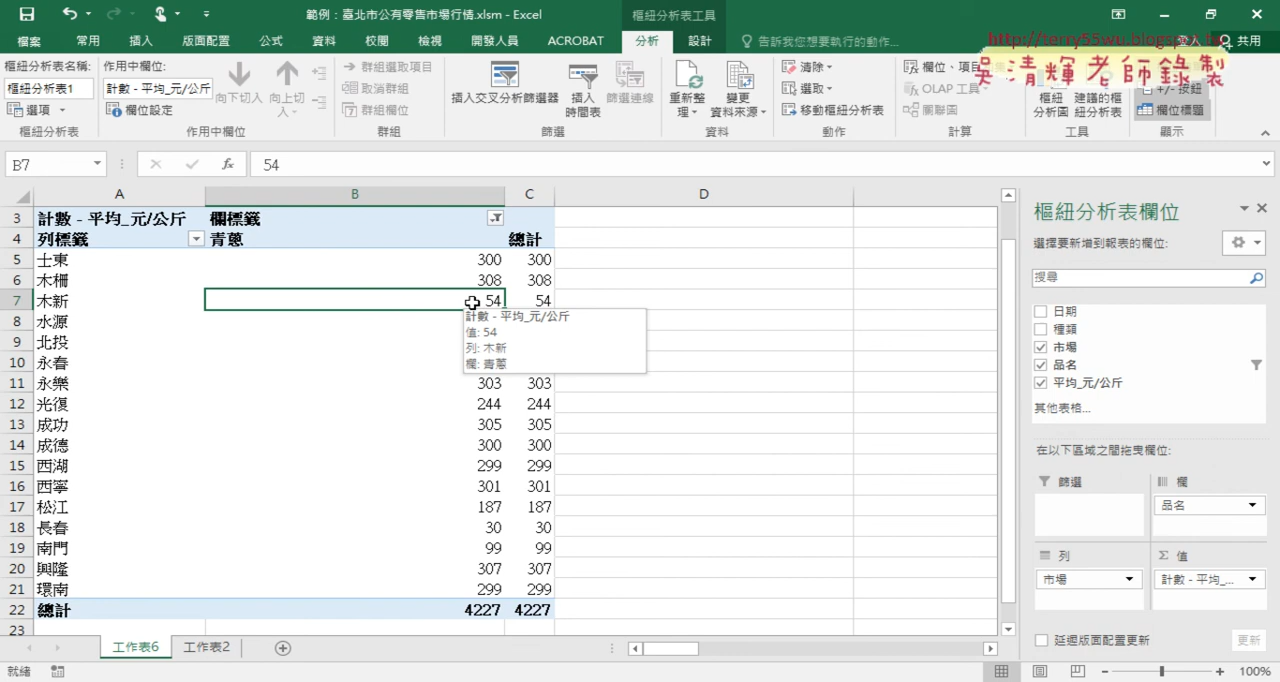 範例：臺北市公有零售市場行情.xlsm - Excel
樞紐分析表工具
檔案 常用 插入 版面配置 公式 資料 校閱 檢視 開發人員 ACROBAT 分析 設計 告訴我您想要執行的動作... 登入 共用
http://terry55wu.blogspot.tw
吳清輝老師錄製
樞紐分析表名稱: 作用中欄位:
樞紐分析表1 計數 - 平均_元/公斤
選項 欄位設定
向下切入 向上切入
群組選取項目
取消群組
群組欄位
插入交叉分析篩選器 插入時間表 篩選連線
重新整理 變更資料來源
清除
選取
移動樞紐分析表
欄位、項目
OLAP 工具
關聯圖
樞紐分析圖 建議的樞紐分析表
+/- 按鈕
欄位標題
樞紐分析表 作用中欄位 群組 篩選 資料 動作 計算 工具 顯示
B7 fx 54
A B C D
3 計數 - 平均_元/公斤 欄標籤
4 列標籤 青蔥 總計
5 士東 300 300
6 木柵 308 308
7 木新 54 54
8 水源
9 北投
10 永春
11 永樂 303 303
12 光復 244 244
13 成功 305 305
14 成德 300 300
15 西湖 299 299
16 西寧 301 301
17 松江 187 187
18 長春 30 30
19 南門 99 99
20 興隆 307 307
21 環南 299 299
22 總計 4227 4227
23
計數 - 平均_元/公斤
值: 54
列: 木新
欄: 青蔥
樞紐分析表欄位
選擇要新增到報表的欄位:
搜尋
日期
種類
市場
品名
平均_元/公斤
其他表格...
在以下區域之間拖曳欄位:
篩選 欄
品名
列 Σ 值
市場 計數 - 平均_...
延遲版面配置更新 更新
工作表6 工作表2
就緒 100%